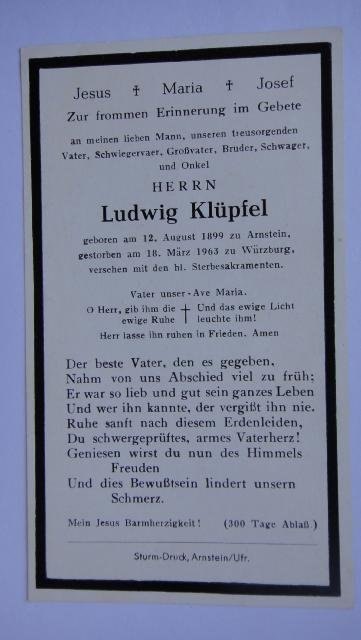 Jesus ✝ Maria ✝ Josef
Zur frommen Erinnerung im Gebete
an meinen lieben Mann, unseren treusorgenden
Vater, Schwiegervaer, Großvater, Bruder, Schwager,
und Onkel
HERRN
Ludwig Klüpfel
geboren am 12. August 1899 zu Arnstein,
gestorben am 18. März 1963 zu Würzburg,
versehen mit den hl. Sterbesakramenten.
Vater unser - Ave Maria.
O Herr, gib ihm die ewige Ruhe ✝ Und das ewige Licht leuchte ihm!
Herr lasse ihn ruhen in Frieden. Amen
Der beste Vater, den es gegeben,
Nahm von uns Abschied viel zu früh;
Er war so lieb und gut sein ganzes Leben
Und wer ihn kannte, der vergißt ihn nie.
Ruhe sanft nach diesem Erdenleiden,
Du schwergeprüftes, armes Vaterherz!
Geniesen wirst du nun des Himmels
Freuden
Und dies Bewußtsein lindert unsern
Schmerz.
Mein Jesus Barmherzigkeit! (300 Tage Ablaß.)
Sturm-Druck, Arnstein/Ufr.